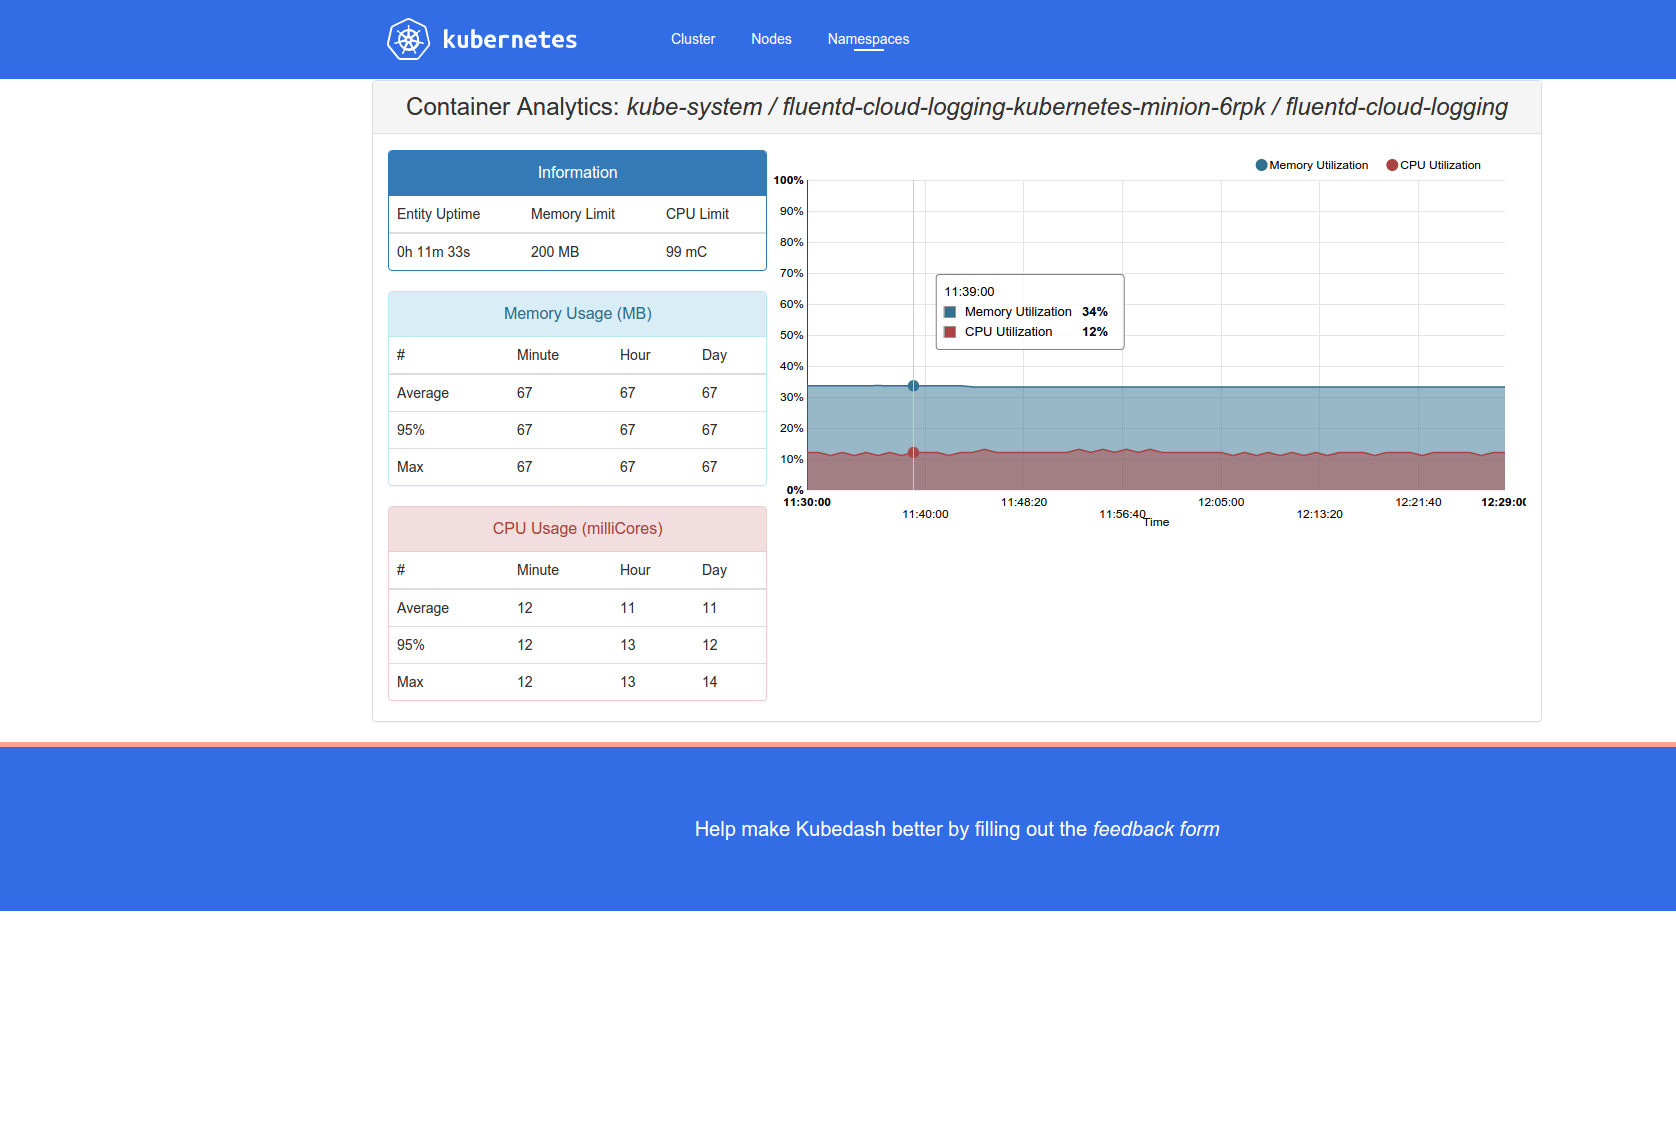 kubernetes
Cluster Nodes Namespaces
Container Analytics: kube-system / fluentd-cloud-logging-kubernetes-minion-6rpk / fluentd-cloud-logging
Information
Entity Uptime Memory Limit CPU Limit
0h 11m 33s 200 MB 99 mC
Memory Usage (MB)
# Minute Hour Day
Average 67 67 67
95% 67 67 67
Max 67 67 67
CPU Usage (milliCores)
# Minute Hour Day
Average 12 11 11
95% 12 13 12
Max 12 13 14
Memory Utilization CPU Utilization
100%
90%
80%
70%
60%
50%
40%
30%
20%
10%
0%
11:39:00
Memory Utilization 34%
CPU Utilization 12%
11:30:00 11:48:20 12:05:00 12:21:40 12:29:00
11:40:00 11:56:40 12:13:20
Time
Help make Kubedash better by filling out the feedback form